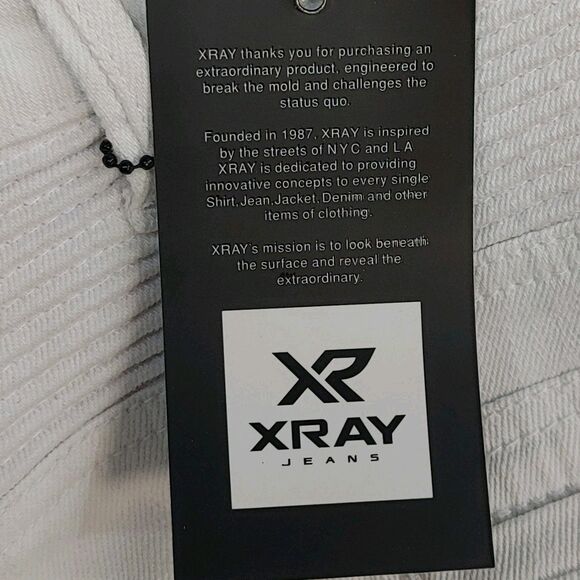 XRAY thanks you for purchasing an
extraordinary product, engineered to
break the mold and challenges the
status quo.
Founded in 1987, XRAY is inspired
by the streets of NYC and LA
XRAY is dedicated to providing
innovative concepts to every single
Shirt,Jean,Jacket, Denim and other
items of clothing.
XRAY's mission is to look beneath
the surface and reveal the
extraordinary.
XR
XRAY
JEANS